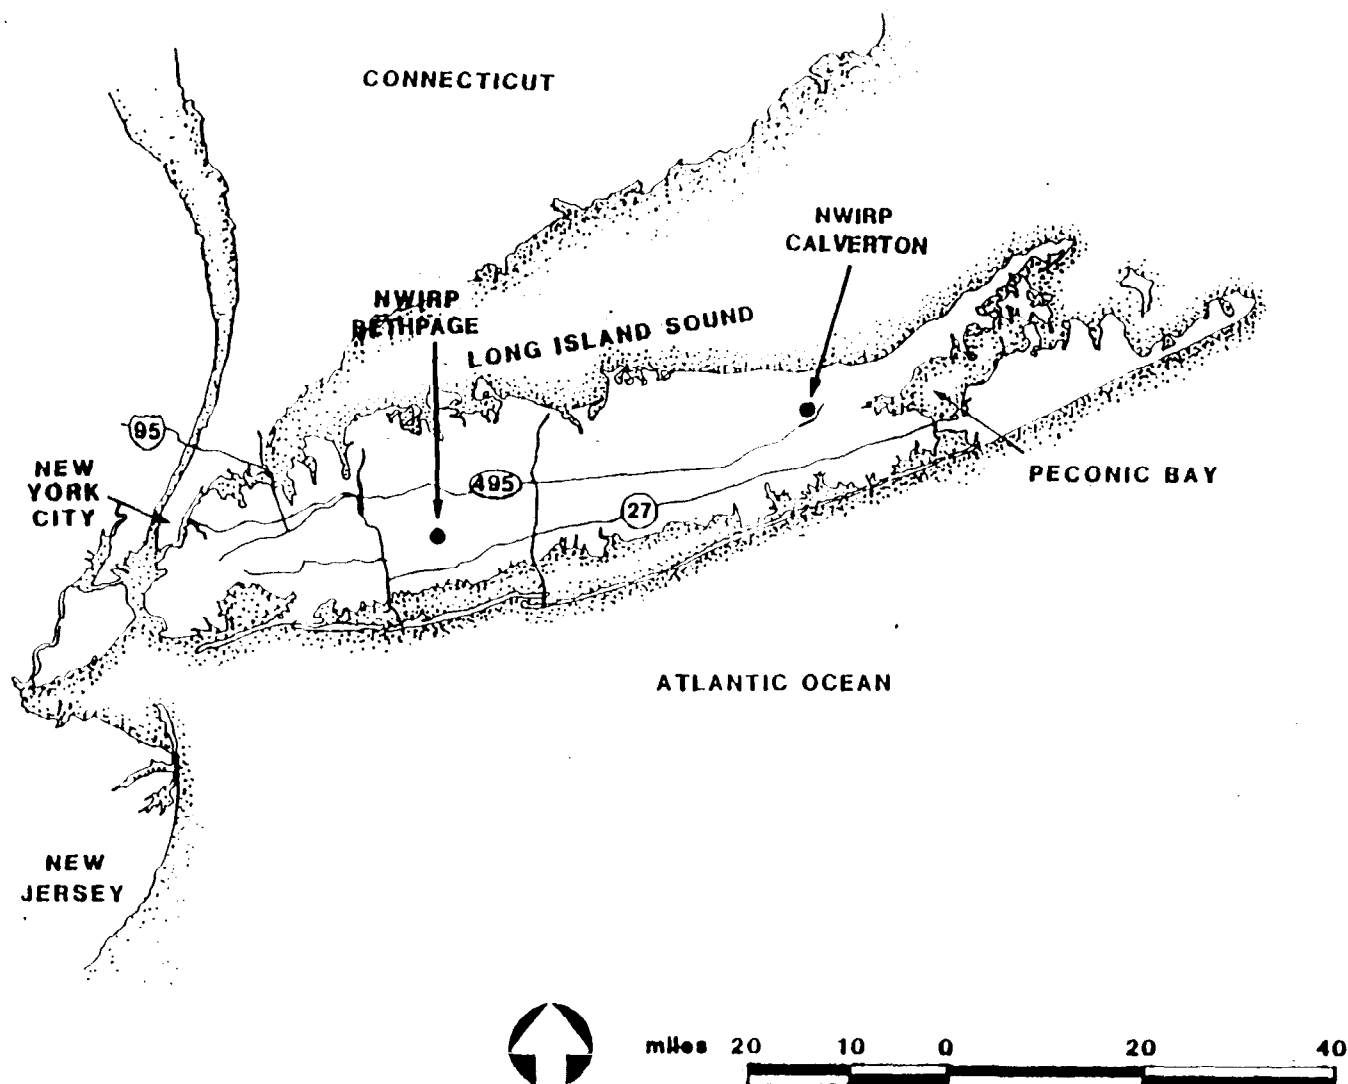 CONNECTICUT
NWIRP
CALVERTON
NWIRP
BETHPAGE
LONG ISLAND SOUND
95
NEW
YORK
CITY
495
27
PECONIC BAY
ATLANTIC OCEAN
NEW
JERSEY
miles 20 10 0 20 40